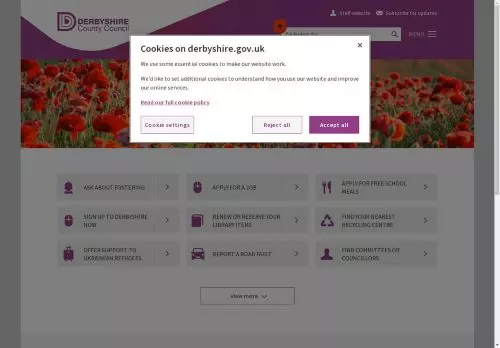 DERBYSHIRE
County Council
Staff website
Subscribe for updates
MENU
Cookies on derbyshire.gov.uk
We use some essential cookies to make our website work.
We'd like to set additional cookies to understand how you use our website and improve
our online services.
Read our full cookie policy
Cookie settings
Reject all
Accept all
ASK ABOUT FOSTERING
APPLY FOR A JOB
APPLY FOR FREE SCHOOL
MEALS
SIGN UP TO DERBYSHIRE
NOW
RENEW OR RESERVE YOUR
LIBRARY ITEMS
FIND YOUR NEAREST
RECYCLING CENTRE
OFFER SUPPORT TO
UKRAINIAN REFUGEES
REPORT A ROAD FAULT
FIND COMMITTEES OR
COUNCILLORS
View more